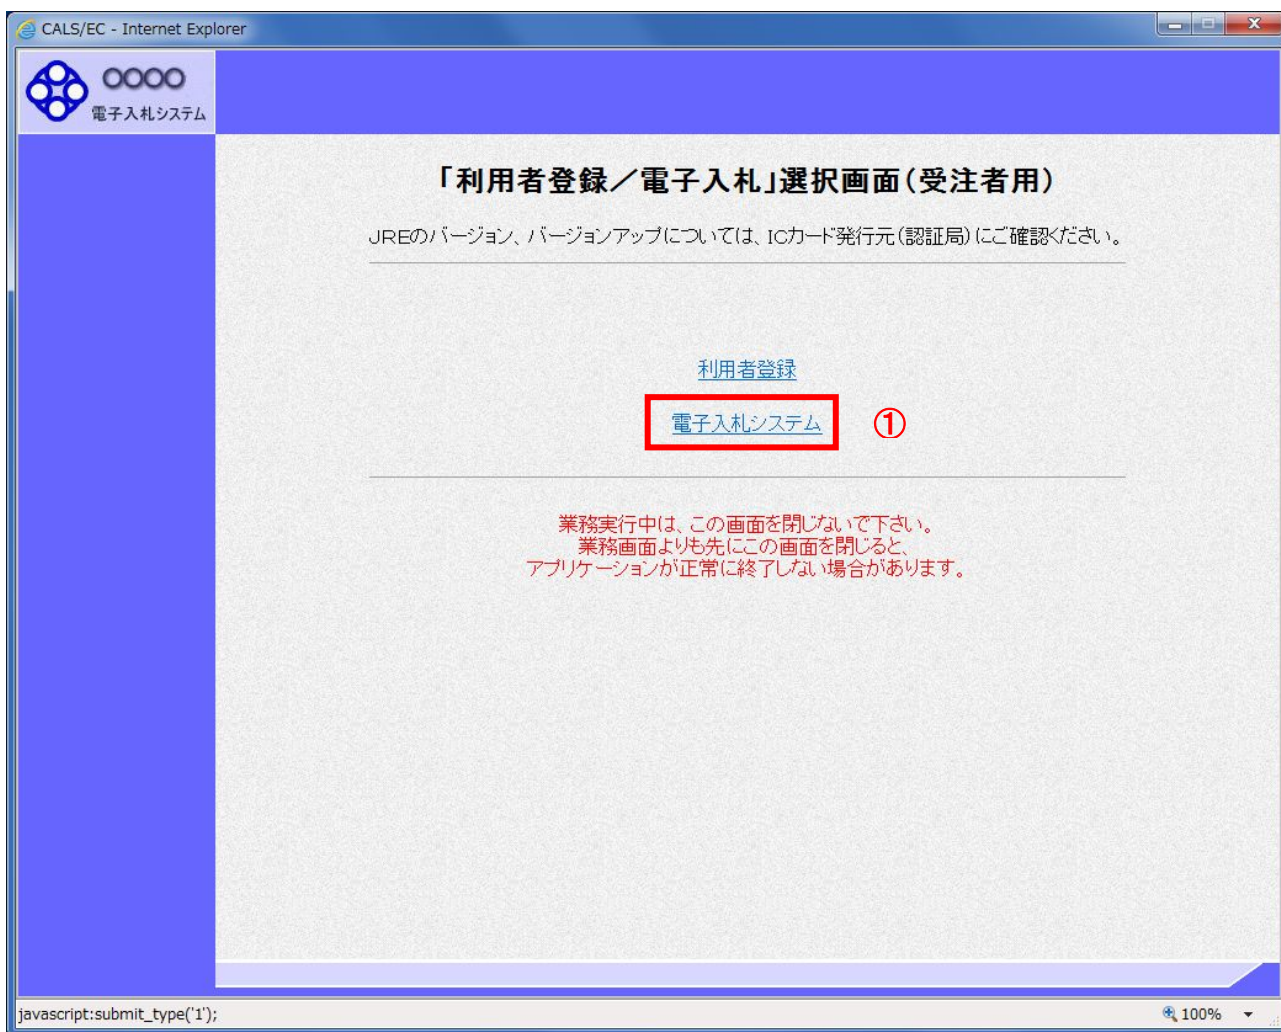 CALS/EC - Internet Explorer
○○○○
電子入札システム
「利用者登録／電子入札」選択画面（受注者用）
JREのバージョン、バージョンアップについては、ICカード発行元（認証局）にご確認ください。
利用者登録
電子入札システム ①
業務実行中は、この画面を閉じないで下さい。
業務画面よりも先にこの画面を閉じると、
アプリケーションが正常に終了しない場合があります。
javascript:submit_type('1'); 100%